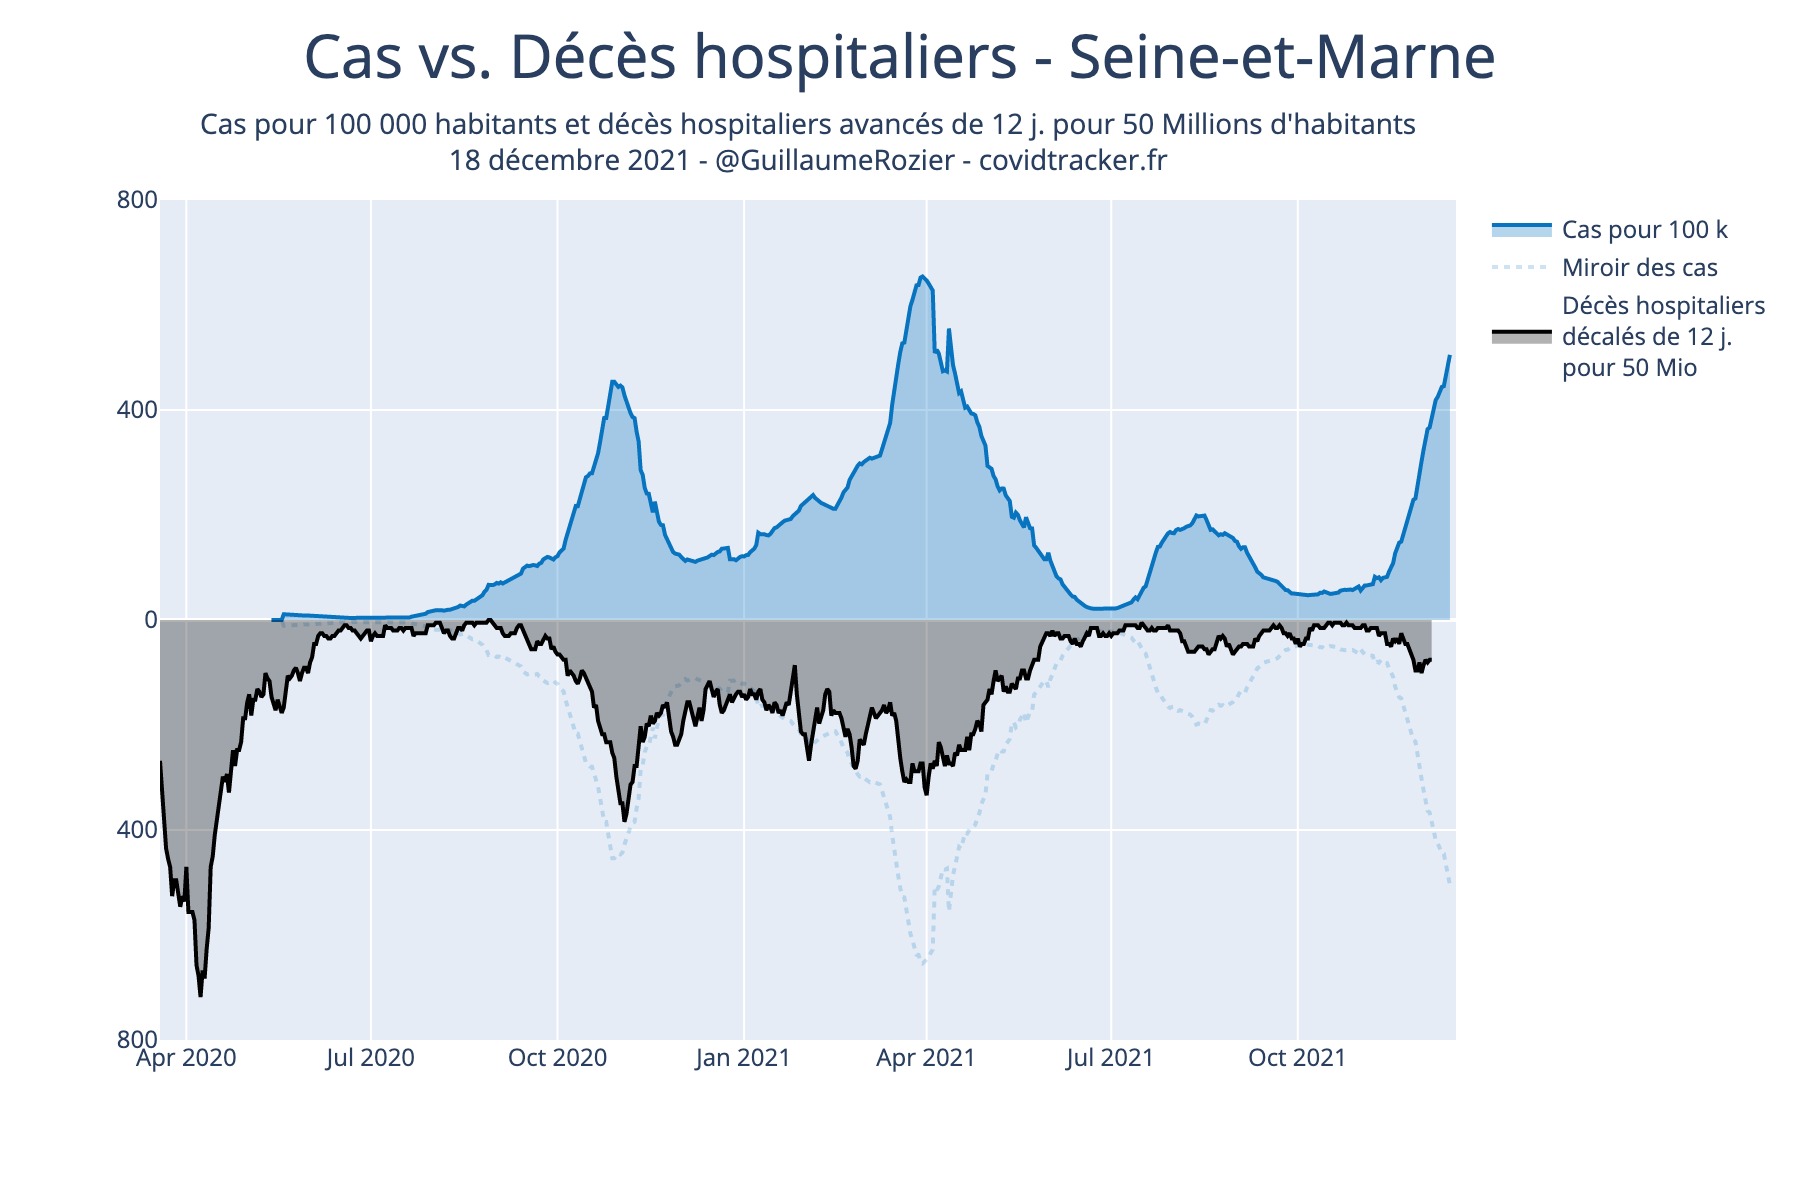 Cas vs. Décès hospitaliers - Seine-et-Marne
Cas pour 100 000 habitants et décès hospitaliers avancés de 12 j. pour 50 Millions d'habitants
18 décembre 2021 - @GuillaumeRozier - covidtracker.fr
800
400
0
400
800
Apr 2020
Jul 2020
Oct 2020
Jan 2021
Apr 2021
Jul 2021
Oct 2021
Cas pour 100 k
Miroir des cas
Décès hospitaliers
décalés de 12 j.
pour 50 Mio